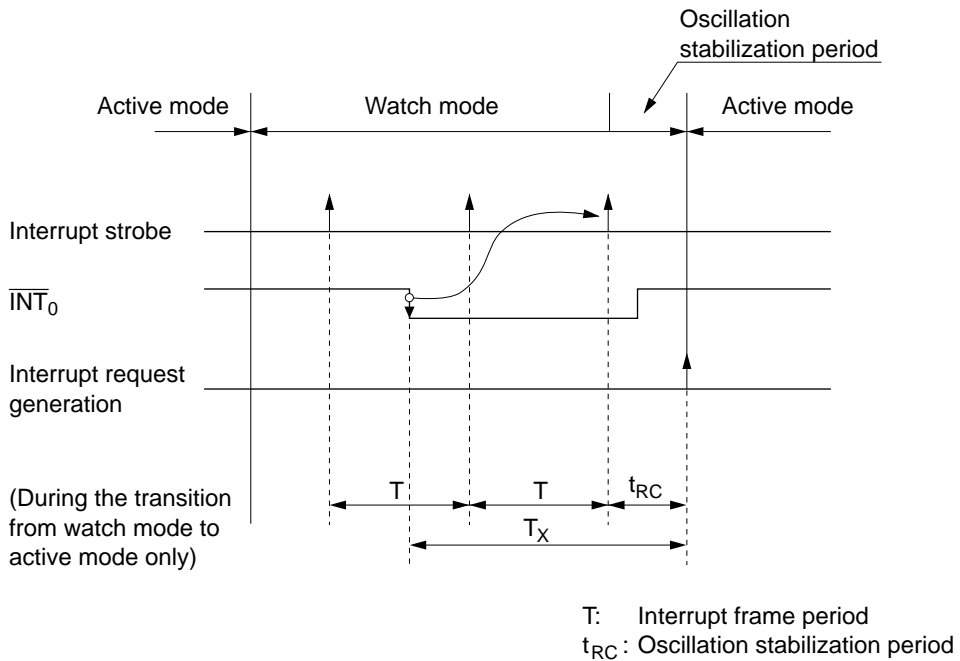 Oscillation
stabilization period
Active mode
Watch mode
Active mode
Interrupt strobe
INT0
Interrupt request
generation
T
T
tRC
(During the transition
from watch mode to
active mode only)
TX
T: Interrupt frame period
tRC : Oscillation stabilization period